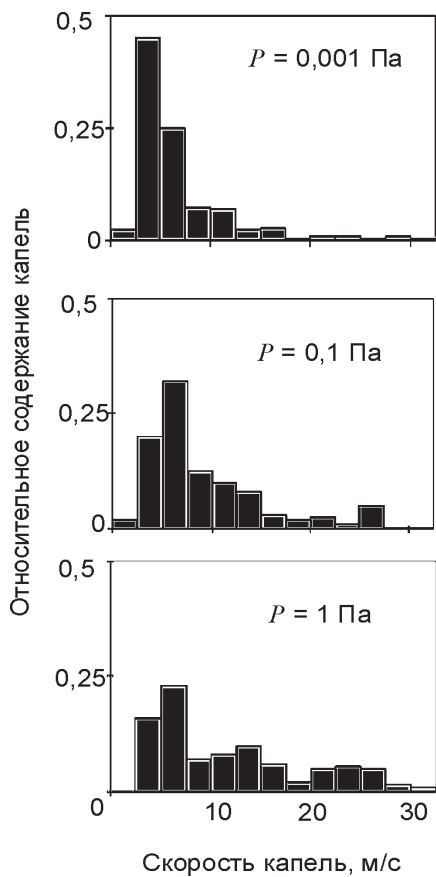 Относительное содержание капель
0,5
P = 0,001 Па
0,25
0
0,5
P = 0,1 Па
0,25
0
0,5
P = 1 Па
0,25
0
10
20
30
Скорость капель, м/с